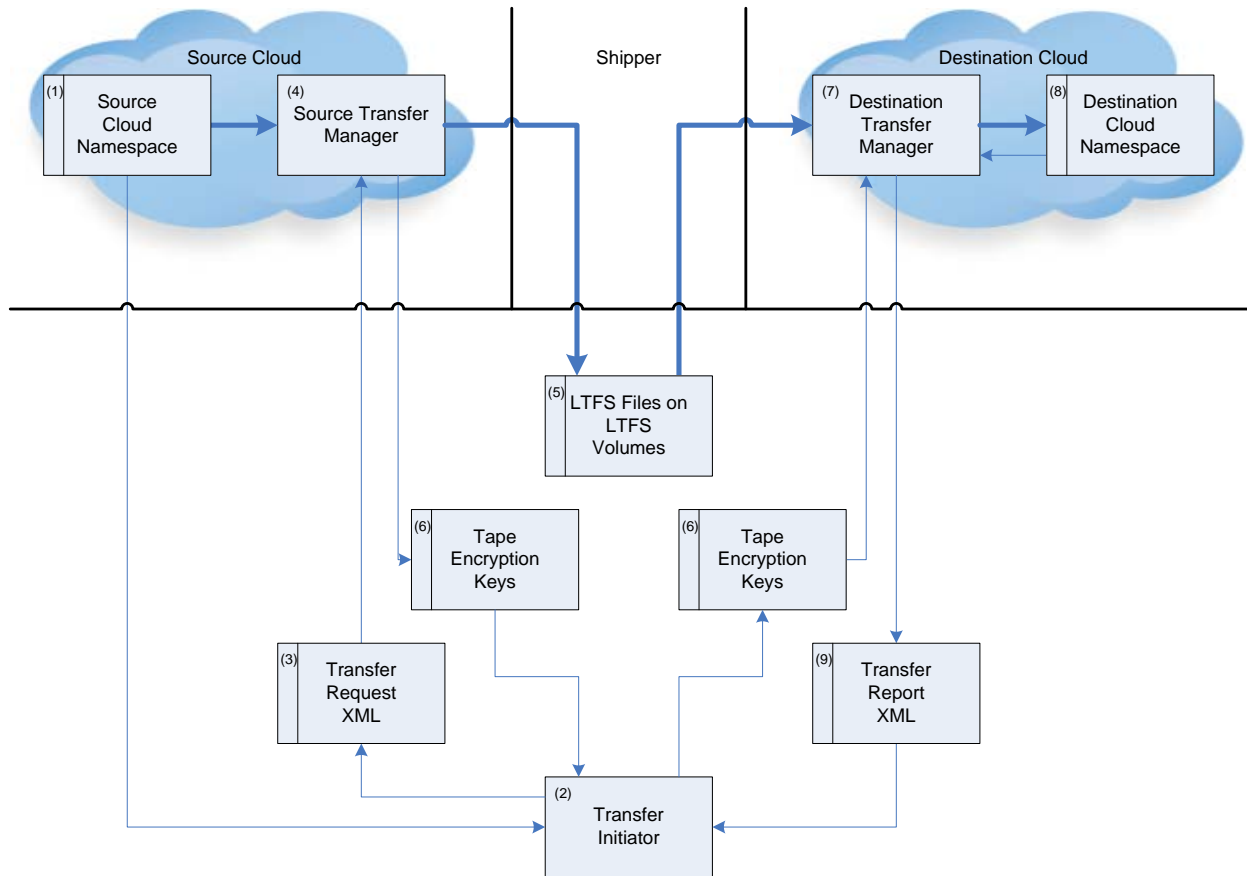 Source Cloud
Shipper
Destination Cloud
(1)
Source
Cloud
Namespace
(4)
Source Transfer
Manager
(7)
Destination
Transfer
Manager
(8)
Destination
Cloud
Namespace
(5)
LTFS Files on
LTFS
Volumes
(6)
Tape
Encryption
Keys
(6)
Tape
Encryption
Keys
(3)
Transfer
Request
XML
(9)
Transfer
Report
XML
(2)
Transfer
Initiator